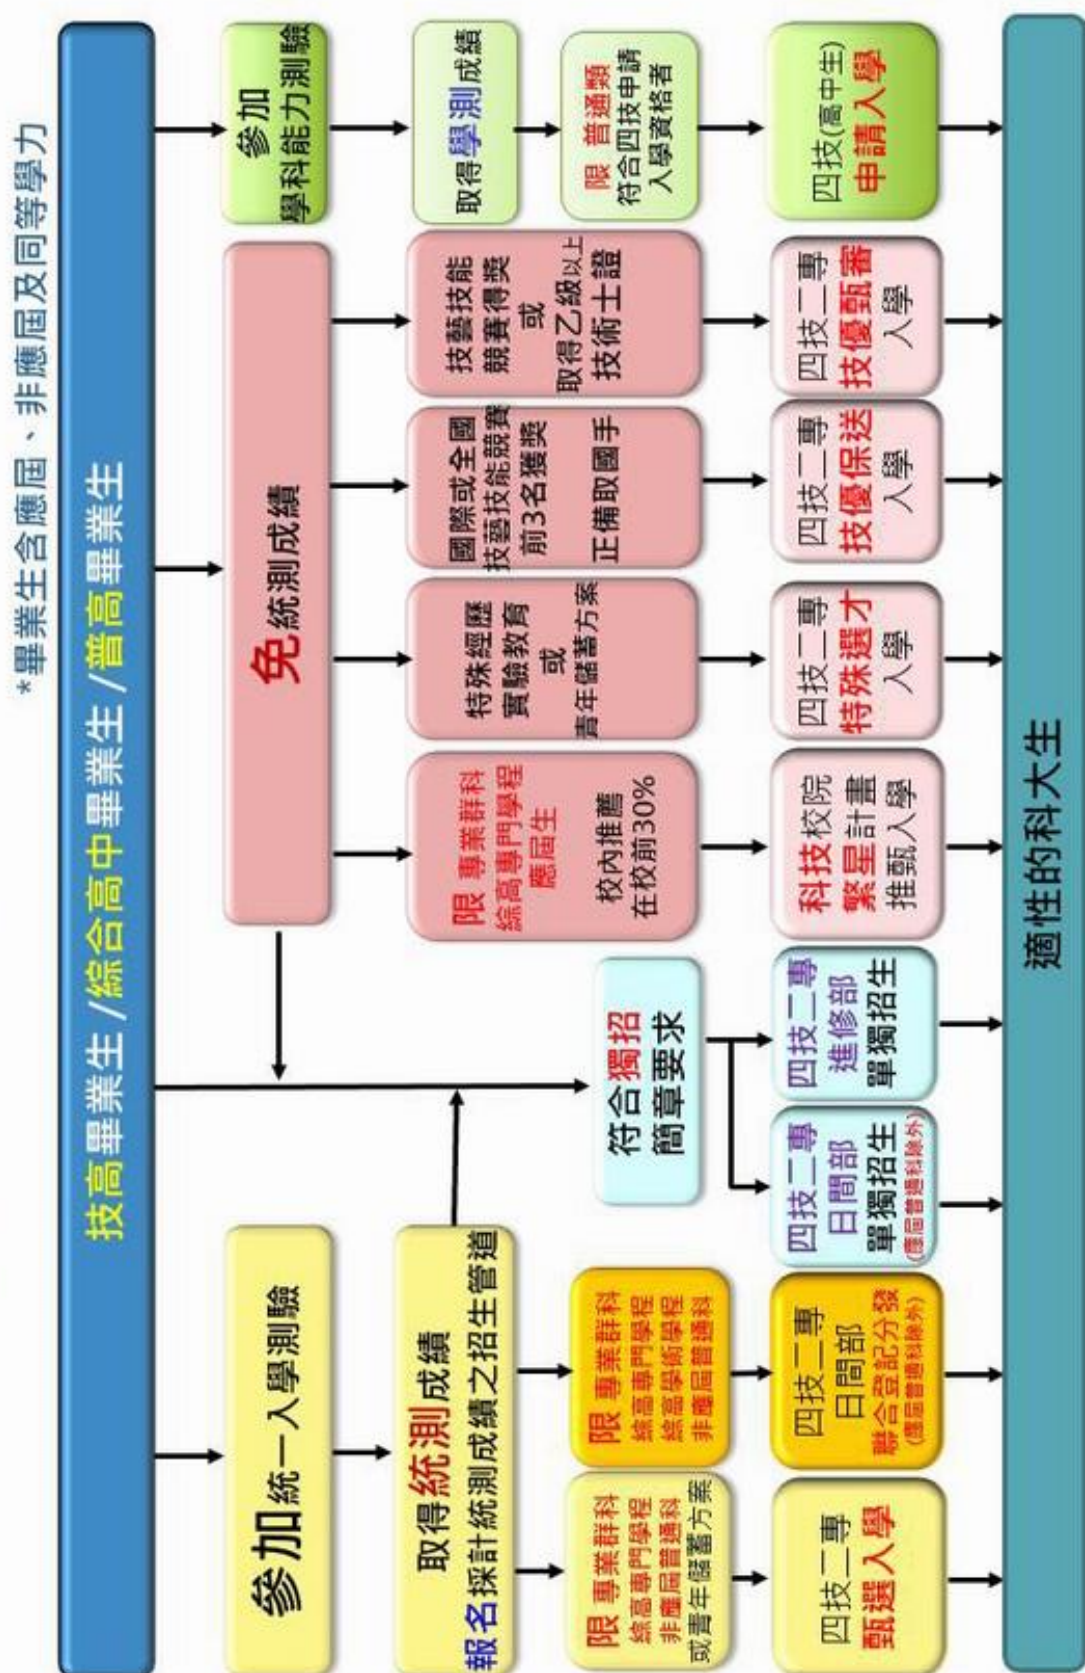 *畢業生含應屆、非應屆及同等學力
技高畢業生/綜合高中畢業生/普高畢業生
參加統一入學測驗
取得統測成績
報名採計統測成績之招生管道
限 專業群科
綜高專門學程
非應屆普通科
或青年儲蓄方案
四技二專
甄選入學
限 專業群科
綜高專門學程
綜高學術學程
非應屆普通科
四技二專
日間部
聯合登記分發
(應屆普通科除外)
符合獨招
簡章要求
四技二專
日間部
單獨招生
(應屆普通科除外)
四技二專
進修部
單獨招生
免統測成績
限 專業群科
綜高專門學程
應屆生
校內推薦
在校前30%
科技校院
繁星計畫
推甄入學
特殊經歷
實驗教育
或
青年儲蓄方案
四技二專
特殊選才
入學
國際或全國
技藝技能競賽
前3名獲獎
正備取國手
四技二專
技優保送
入學
技藝技能
競賽得獎
或
取得乙級以上
技術士證
四技二專
技優甄審
入學
參加
學科能力測驗
取得學測成績
限 普通類
符合四技申請
入學資格者
四技(高中生)
申請入學
適性的科大生